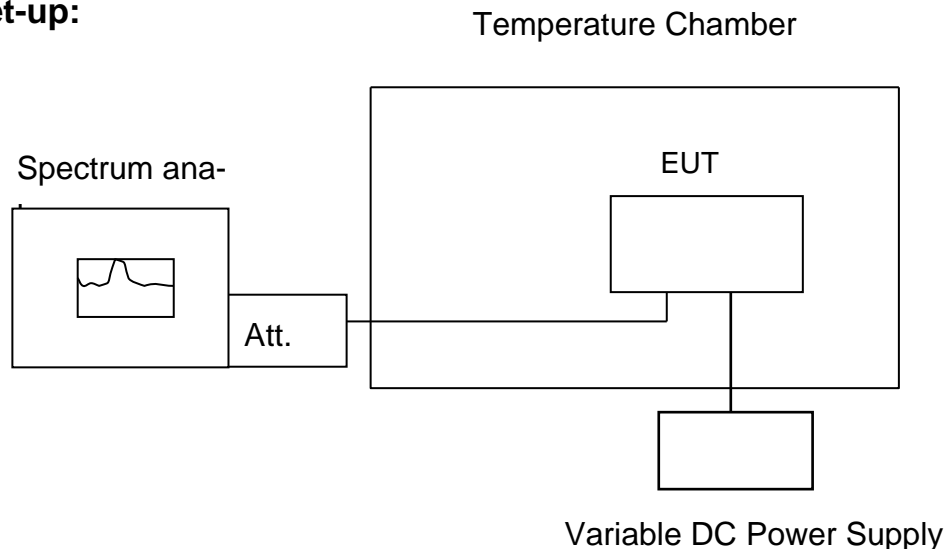 et-up:
Temperature Chamber
Spectrum ana-
EUT
Att.
Variable DC Power Supply